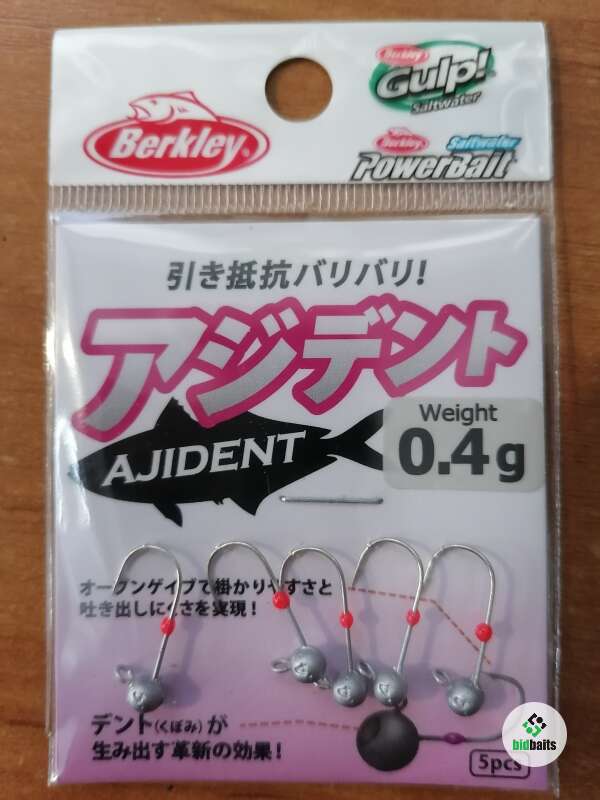 Berkley
Berkley
Gulp!
Saltwater
Berkley
Saltwater
PowerBait
引き抵抗バリバリ!
アジデント
AJIDENT
Weight
0.4g
オープンゲイプで掛かりやすさと
吐き出しにくさを実現!
デント(くぼみ)が
生み出す革新の効果!
5pcs
bidbaits